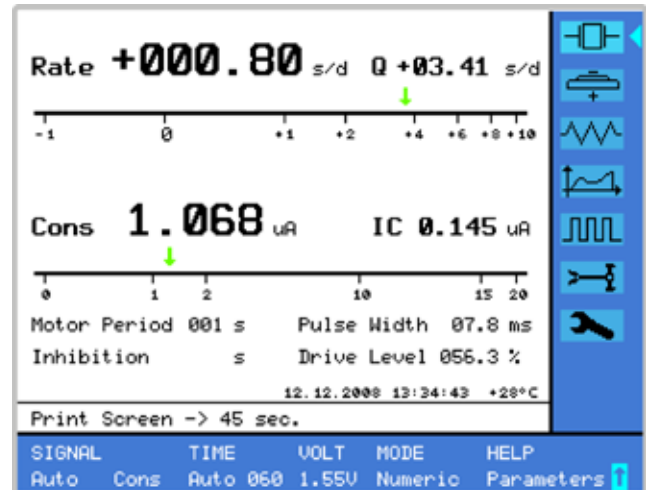 Rate +000.80 s/d Q +03.41 s/d
-1 0 +1 +2 +4 +6 +8 +10
Cons 1.068 uA IC 0.145 uA
0 1 2 10 15 20
Motor Period 001 s Pulse Width 07.8 ms
Inhibition s Drive Level 056.3 %
12.12.2008 13:34:43 +28°C
Print Screen -> 45 sec.
SIGNAL TIME VOLT MODE HELP
Auto Cons Auto 060 1.55V Numeric Parameters